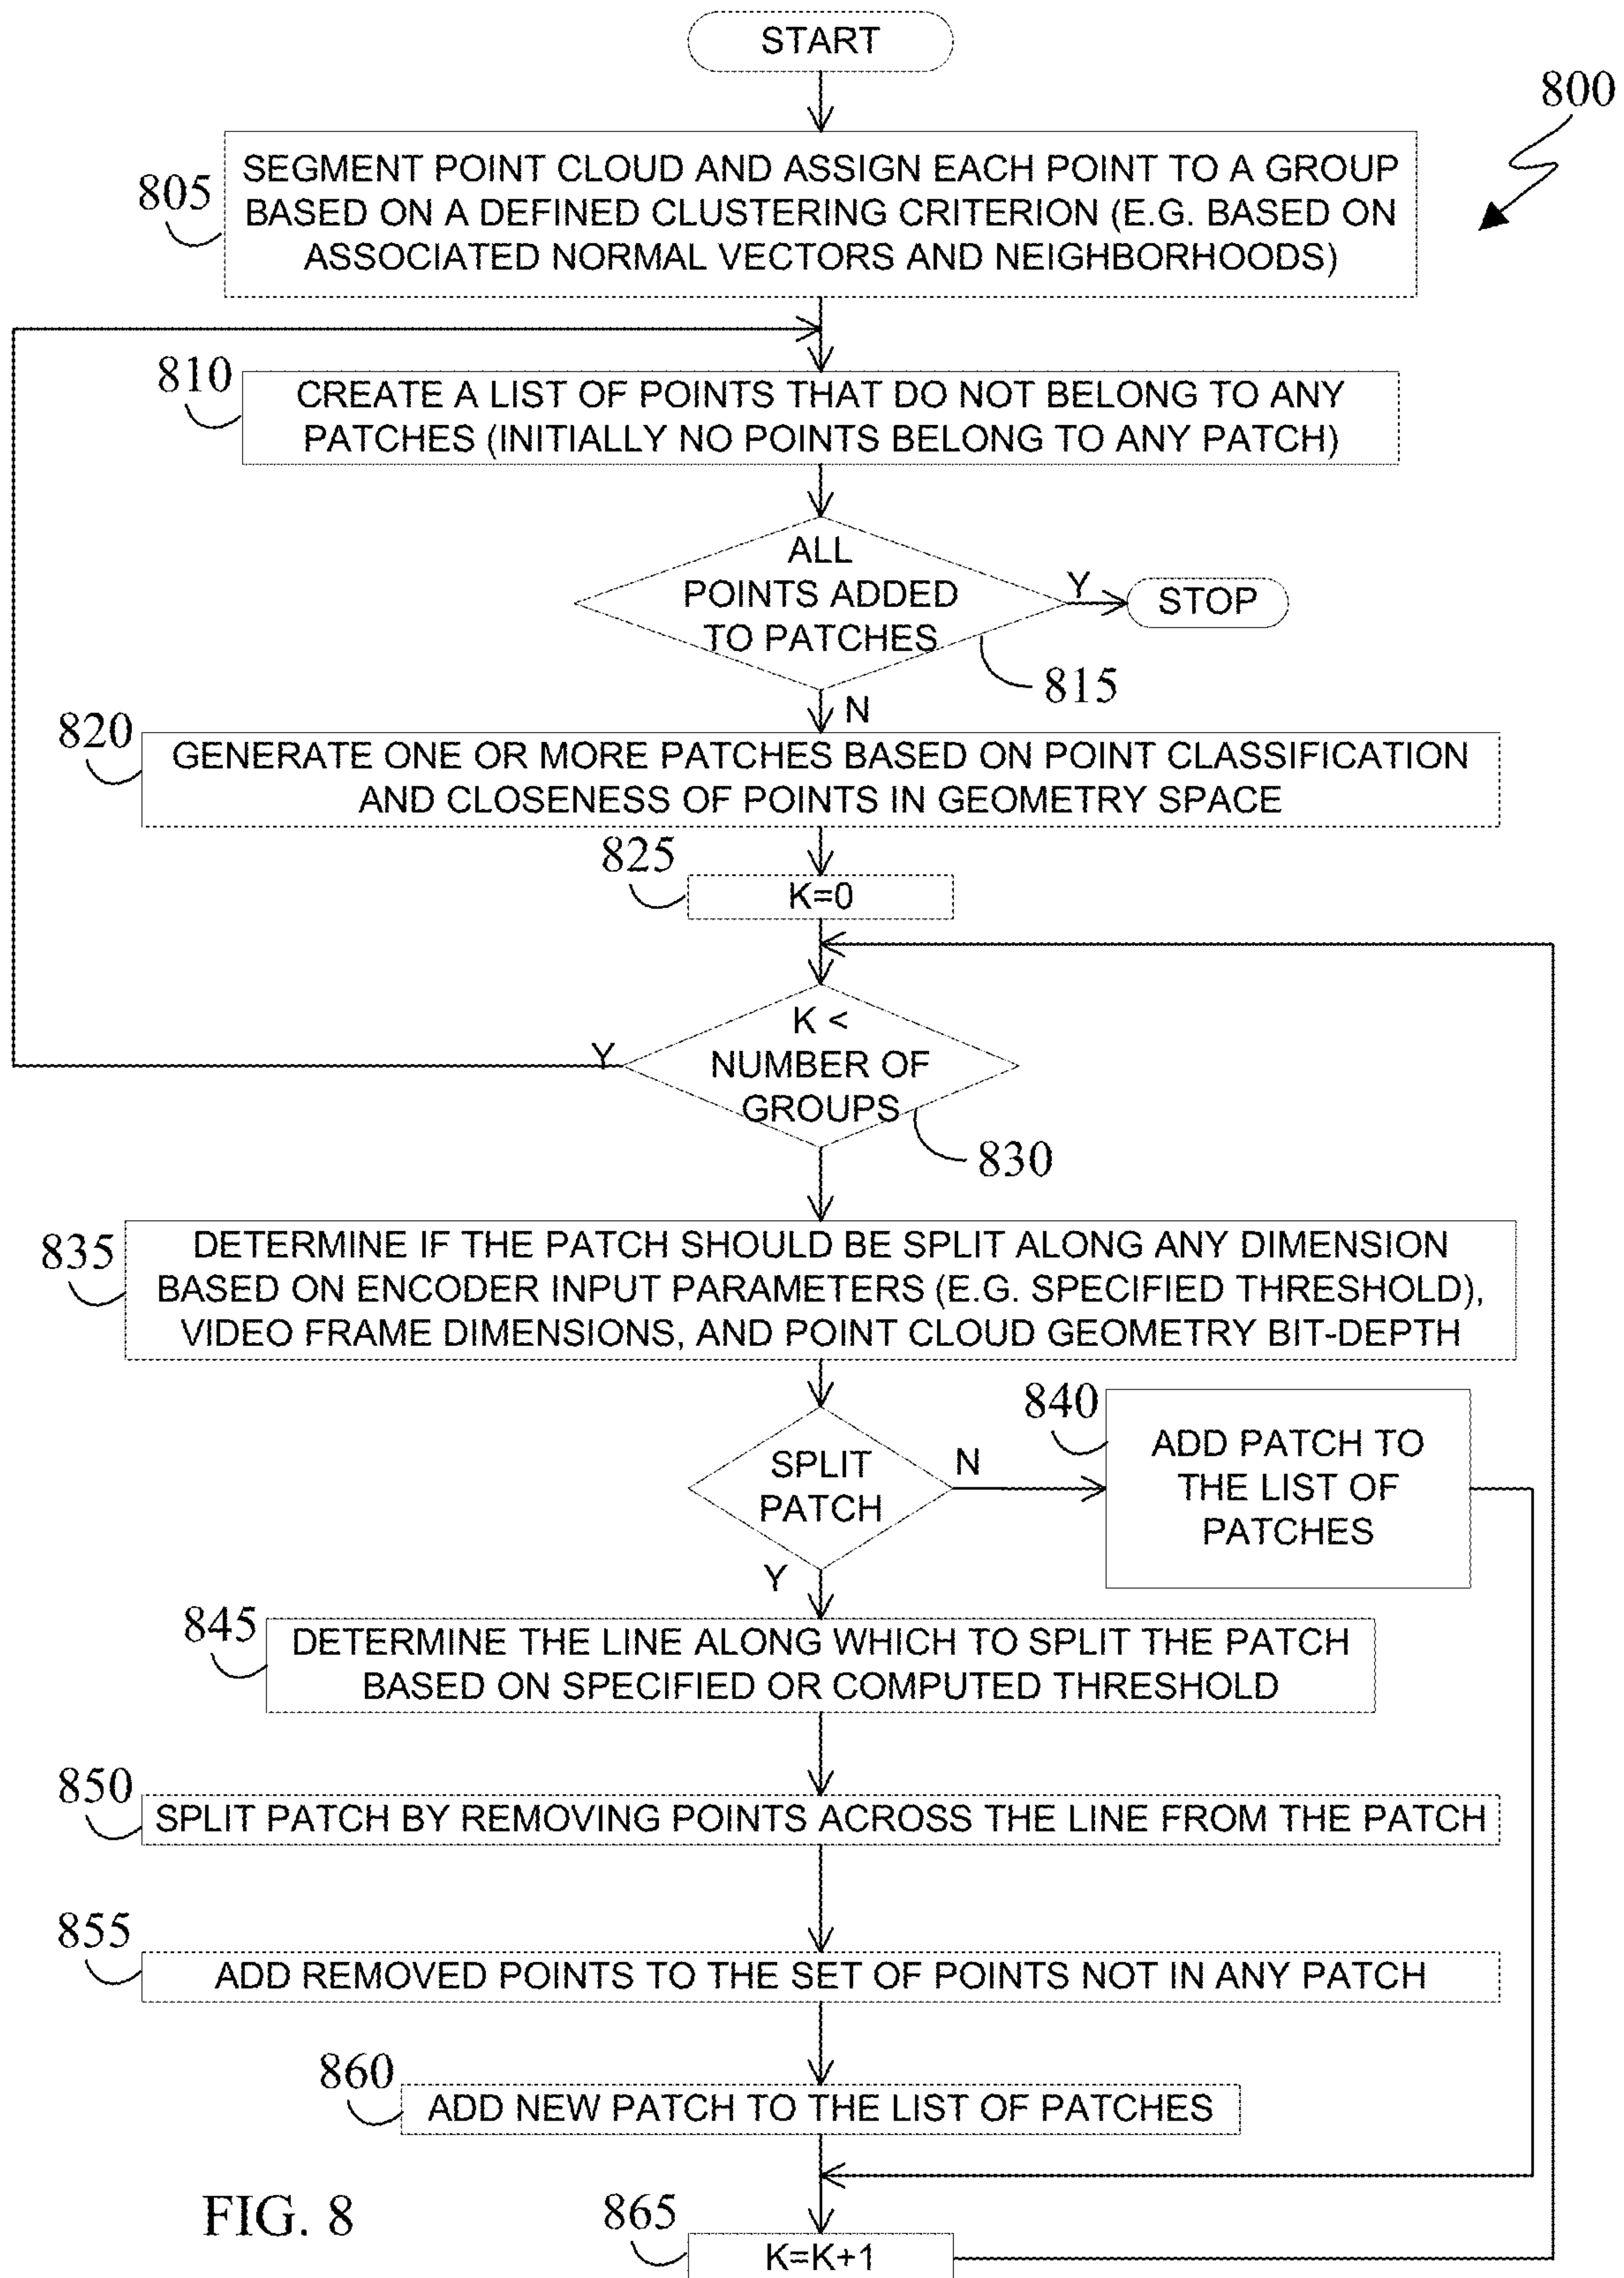 START
800
805
SEGMENT POINT CLOUD AND ASSIGN EACH POINT TO A GROUP
BASED ON A DEFINED CLUSTERING CRITERION (E.G. BASED ON
ASSOCIATED NORMAL VECTORS AND NEIGHBORHOODS)
810
CREATE A LIST OF POINTS THAT DO NOT BELONG TO ANY
PATCHES (INITIALLY NO POINTS BELONG TO ANY PATCH)
ALL
POINTS ADDED
TO PATCHES
Y
STOP
815
N
820
GENERATE ONE OR MORE PATCHES BASED ON POINT CLASSIFICATION
AND CLOSENESS OF POINTS IN GEOMETRY SPACE
825
K=0
K <
NUMBER OF
GROUPS
Y
830
835
DETERMINE IF THE PATCH SHOULD BE SPLIT ALONG ANY DIMENSION
BASED ON ENCODER INPUT PARAMETERS (E.G. SPECIFIED THRESHOLD),
VIDEO FRAME DIMENSIONS, AND POINT CLOUD GEOMETRY BIT-DEPTH
SPLIT
PATCH
N
840
ADD PATCH TO
THE LIST OF
PATCHES
Y
845
DETERMINE THE LINE ALONG WHICH TO SPLIT THE PATCH
BASED ON SPECIFIED OR COMPUTED THRESHOLD
850
SPLIT PATCH BY REMOVING POINTS ACROSS THE LINE FROM THE PATCH
855
ADD REMOVED POINTS TO THE SET OF POINTS NOT IN ANY PATCH
860
ADD NEW PATCH TO THE LIST OF PATCHES
865
K=K+1
FIG. 8